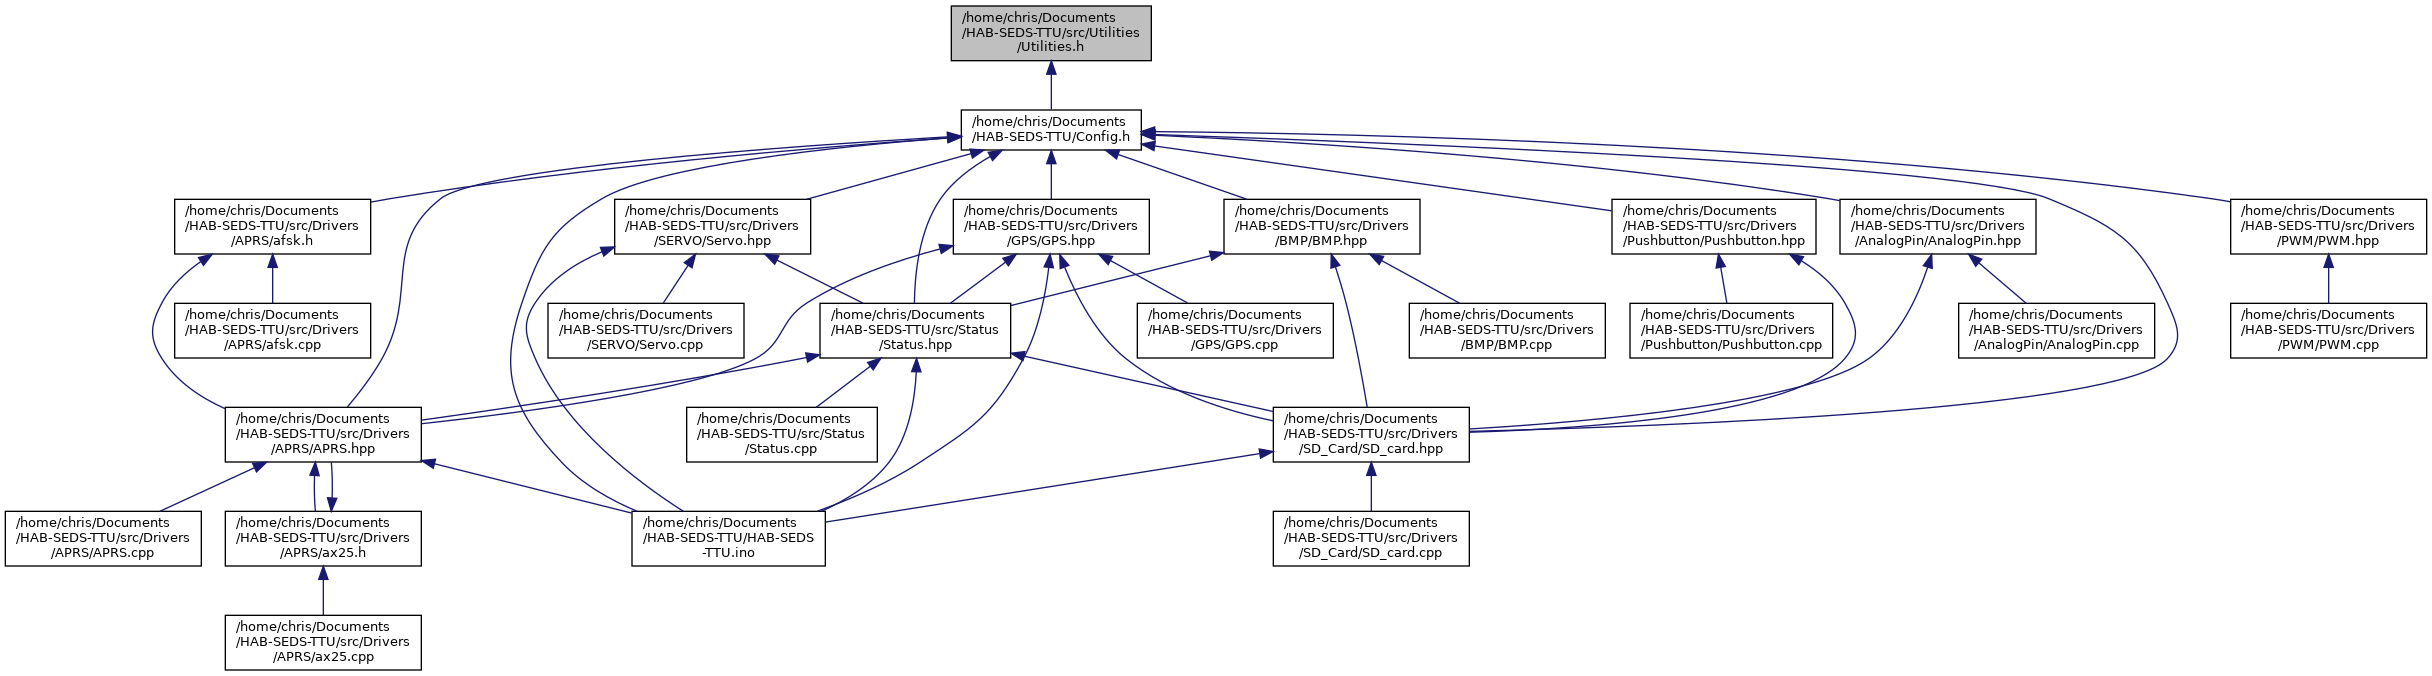 /home/chris/Documents
/HAB-SEDS-TTU/src/Utilities
/Utilities.h
/home/chris/Documents
/HAB-SEDS-TTU/Config.h
/home/chris/Documents
/HAB-SEDS-TTU/src/Drivers
/APRS/afsk.h
/home/chris/Documents
/HAB-SEDS-TTU/src/Drivers
/SERVO/Servo.hpp
/home/chris/Documents
/HAB-SEDS-TTU/src/Drivers
/GPS/GPS.hpp
/home/chris/Documents
/HAB-SEDS-TTU/src/Drivers
/BMP/BMP.hpp
/home/chris/Documents
/HAB-SEDS-TTU/src/Drivers
/Pushbutton/Pushbutton.hpp
/home/chris/Documents
/HAB-SEDS-TTU/src/Drivers
/AnalogPin/AnalogPin.hpp
/home/chris/Documents
/HAB-SEDS-TTU/src/Drivers
/PWM/PWM.hpp
/home/chris/Documents
/HAB-SEDS-TTU/src/Drivers
/APRS/afsk.cpp
/home/chris/Documents
/HAB-SEDS-TTU/src/Drivers
/SERVO/Servo.cpp
/home/chris/Documents
/HAB-SEDS-TTU/src/Status
/Status.hpp
/home/chris/Documents
/HAB-SEDS-TTU/src/Drivers
/GPS/GPS.cpp
/home/chris/Documents
/HAB-SEDS-TTU/src/Drivers
/BMP/BMP.cpp
/home/chris/Documents
/HAB-SEDS-TTU/src/Drivers
/Pushbutton/Pushbutton.cpp
/home/chris/Documents
/HAB-SEDS-TTU/src/Drivers
/AnalogPin/AnalogPin.cpp
/home/chris/Documents
/HAB-SEDS-TTU/src/Drivers
/PWM/PWM.cpp
/home/chris/Documents
/HAB-SEDS-TTU/src/Drivers
/APRS/APRS.hpp
/home/chris/Documents
/HAB-SEDS-TTU/src/Status
/Status.cpp
/home/chris/Documents
/HAB-SEDS-TTU/src/Drivers
/SD_Card/SD_card.hpp
/home/chris/Documents
/HAB-SEDS-TTU/src/Drivers
/APRS/APRS.cpp
/home/chris/Documents
/HAB-SEDS-TTU/src/Drivers
/APRS/ax25.h
/home/chris/Documents
/HAB-SEDS-TTU/HAB-SEDS
-TTU.ino
/home/chris/Documents
/HAB-SEDS-TTU/src/Drivers
/SD_Card/SD_card.cpp
/home/chris/Documents
/HAB-SEDS-TTU/src/Drivers
/APRS/ax25.cpp